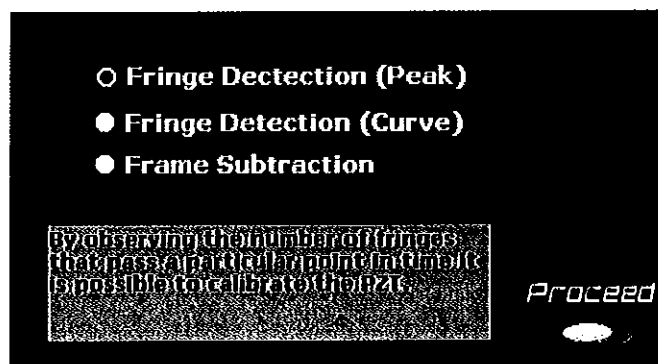 Fringe Dectection (Peak)
Fringe Detection (Curve)
Frame Subtraction
By observing the number of fringes
that pass a particular point in time it
is possible to calibrate the PZT.
Proceed